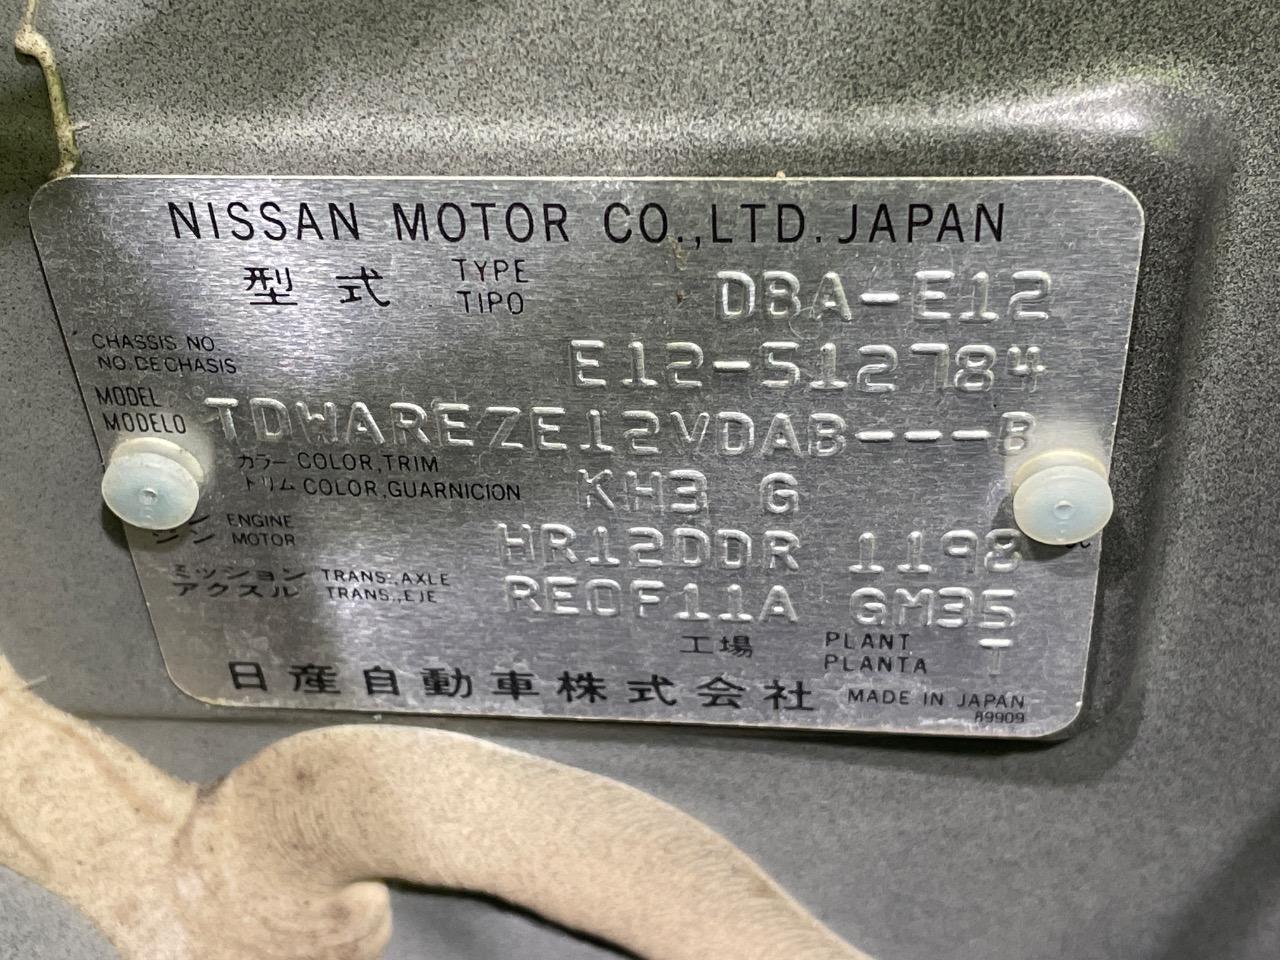 NISSAN MOTOR CO.,LTD. JAPAN
型式 TYPE TIPO DBA-E12
CHASSIS NO.
NO.DE CHASIS E12-512784
MODEL
MODELO TDWAREZE12VDAB---B
カラー COLOR,TRIM
トリム COLOR,GUARNICION KH3 G
ENGINE
MOTOR HR12DDR 1198
ミッション TRANS.,AXLE
アクスル TRANS.,EJE RE0F11A GM35
工場 PLANT
PLANTA T
日産自動車株式会社 MADE IN JAPAN
89909